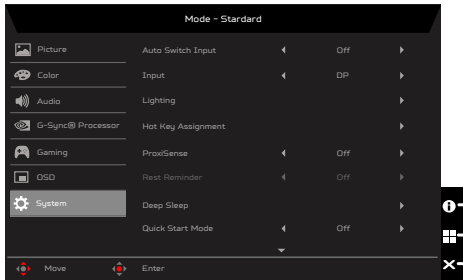 Mode - Stardard
Picture
Auto Switch Input Off
Color
Input DP
Audio
Lighting
G-Sync® Processor
Hot Key Assignment
Gaming
ProxiSense Off
OSD
Rest Reminder Off
System
Deep Sleep
Quick Start Mode Off
Move
Enter